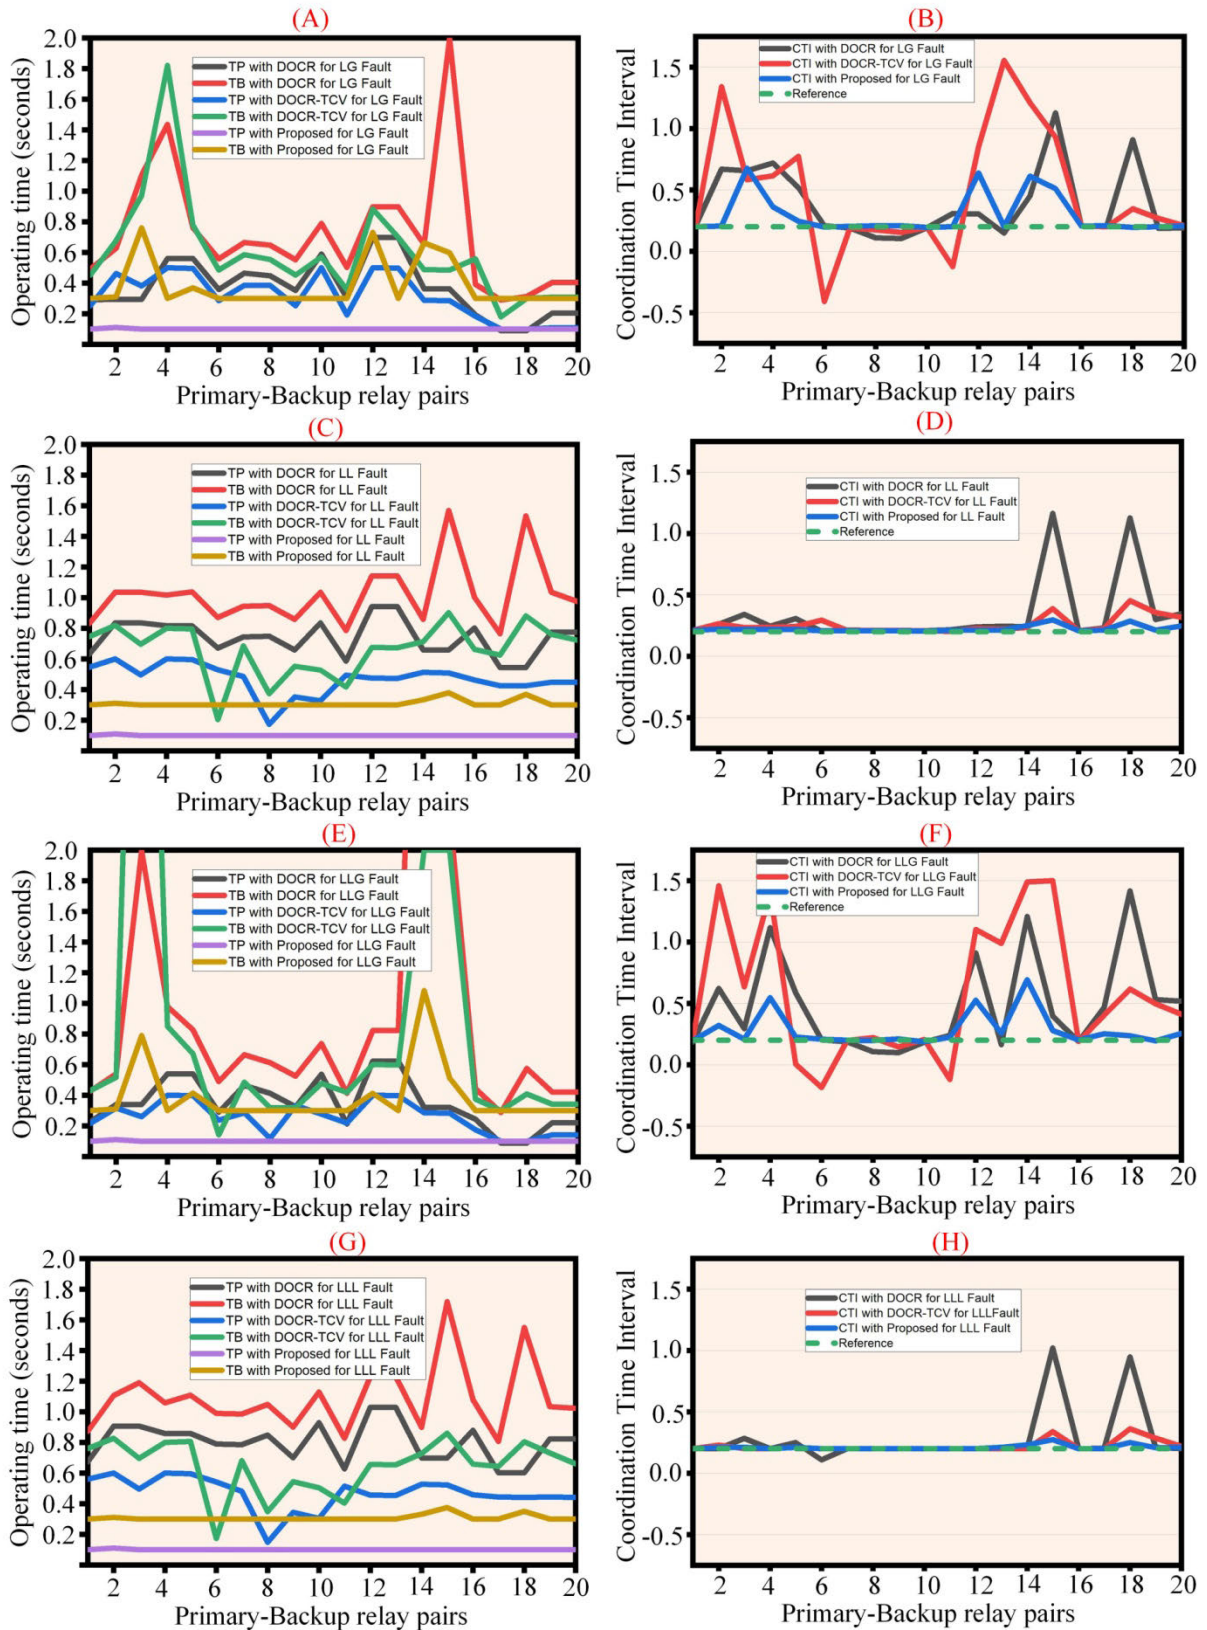 (A)
Operating time (seconds)
2.0
1.8
1.6
1.4
1.2
1.0
0.8
0.6
0.4
0.2
TP with DOCR for LG Fault
TB with DOCR for LG Fault
TP with DOCR-TCV for LG Fault
TB with DOCR-TCV for LG Fault
TP with Proposed for LG Fault
TB with Proposed for LG Fault
2 4 6 8 10 12 14 16 18 20
Primary-Backup relay pairs
(B)
Coordination Time Interval
1.5
1.0
0.5
0.0
-0.5
CTI with DOCR for LG Fault
CTI with DOCR-TCV for LG Fault
CTI with Proposed for LG Fault
Reference
2 4 6 8 10 12 14 16 18 20
Primary-Backup relay pairs
(C)
Operating time (seconds)
2.0
1.8
1.6
1.4
1.2
1.0
0.8
0.6
0.4
0.2
TP with DOCR for LL Fault
TB with DOCR for LL Fault
TP with DOCR-TCV for LL Fault
TB with DOCR-TCV for LL Fault
TP with Proposed for LL Fault
TB with Proposed for LL Fault
2 4 6 8 10 12 14 16 18 20
Primary-Backup relay pairs
(D)
Coordination Time Interval
1.5
1.0
0.5
0.0
-0.5
CTI with DOCR for LL Fault
CTI with DOCR-TCV for LL Fault
CTI with Proposed for LL Fault
Reference
2 4 6 8 10 12 14 16 18 20
Primary-Backup relay pairs
(E)
Operating time (seconds)
2.0
1.8
1.6
1.4
1.2
1.0
0.8
0.6
0.4
0.2
TP with DOCR for LLG Fault
TB with DOCR for LLG Fault
TP with DOCR-TCV for LLG Fault
TB with DOCR-TCV for LLG Fault
TP with Proposed for LLG Fault
TB with Proposed for LLG Fault
2 4 6 8 10 12 14 16 18 20
Primary-Backup relay pairs
(F)
Coordination Time Interval
1.5
1.0
0.5
0.0
-0.5
CTI with DOCR for LLG Fault
CTI with DOCR-TCV for LLG Fault
CTI with Proposed for LLG Fault
Reference
2 4 6 8 10 12 14 16 18 20
Primary-Backup relay pairs
(G)
Operating time (seconds)
2.0
1.8
1.6
1.4
1.2
1.0
0.8
0.6
0.4
0.2
TP with DOCR for LLL Fault
TB with DOCR for LLL Fault
TP with DOCR-TCV for LLL Fault
TB with DOCR-TCV for LLL Fault
TP with Proposed for LLL Fault
TB with Proposed for LLL Fault
2 4 6 8 10 12 14 16 18 20
Primary-Backup relay pairs
(H)
Coordination Time Interval
1.5
1.0
0.5
0.0
-0.5
CTI with DOCR for LLL Fault
CTI with DOCR-TCV for LLLFault
CTI with Proposed for LLL Fault
Reference
2 4 6 8 10 12 14 16 18 20
Primary-Backup relay pairs